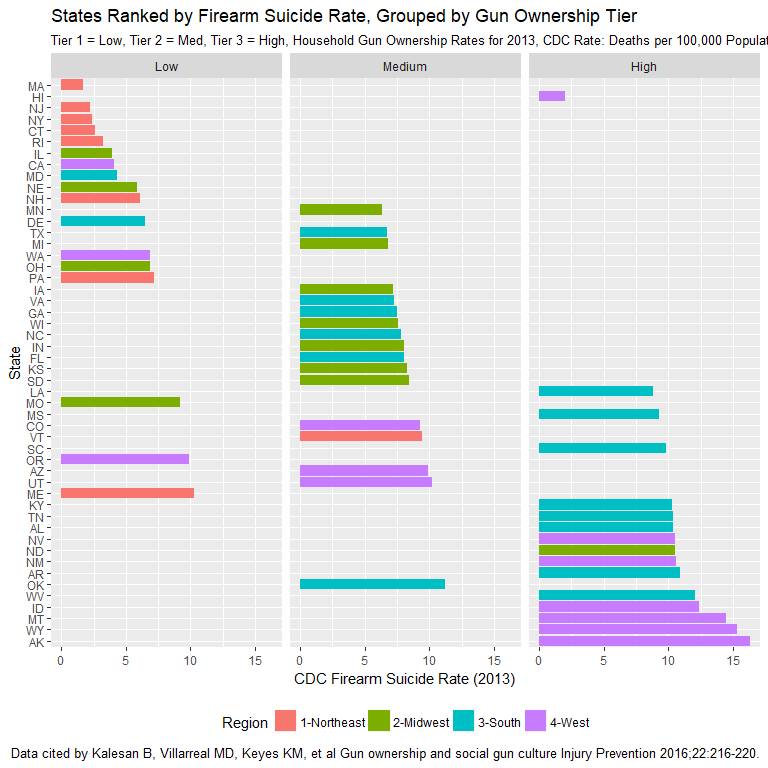 States Ranked by Firearm Suicide Rate, Grouped by Gun Ownership Tier
Tier 1 = Low, Tier 2 = Med, Tier 3 = High, Household Gun Ownership Rates for 2013, CDC Rate: Deaths per 100,000 Populat
Low Medium High
MA
HI
NJ
NY
CT
RI
IL
CA
MD
NE
NH
MN
DE
TX
MI
WA
OH
PA
IA
VA
GA
WI
NC
IN
FL
KS
SD
LA
MO
MS
CO
VT
SC
OR
AZ
UT
ME
KY
TN
AL
NV
ND
NM
AR
OK
WV
ID
MT
WY
AK
State
0 5 10 15 0 5 10 15 0 5 10 15
CDC Firearm Suicide Rate (2013)
Region 1-Northeast 2-Midwest 3-South 4-West
Data cited by Kalesan B, Villarreal MD, Keyes KM, et al Gun ownership and social gun culture Injury Prevention 2016;22:216-220.